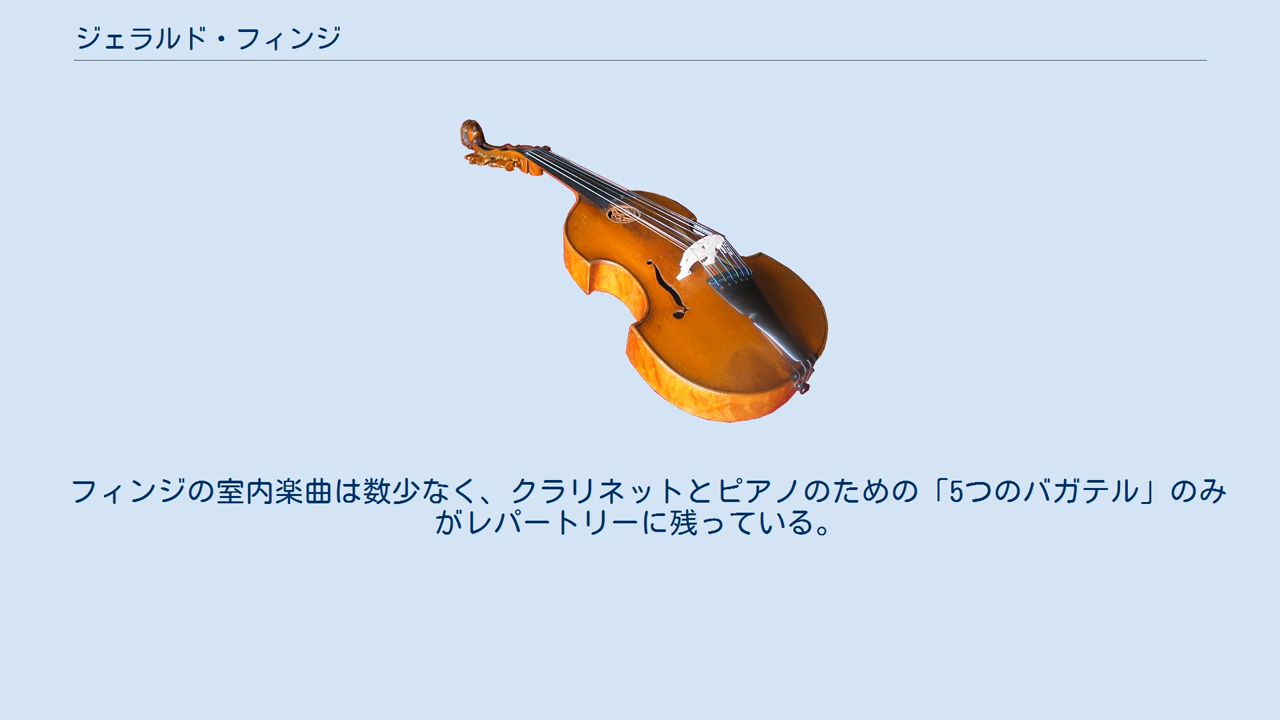 ジェラルド・フィンジ
フィンジの室内楽曲は数少なく、クラリネットとピアノのための「5つのバガテル」のみ
がレパートリーに残っている。